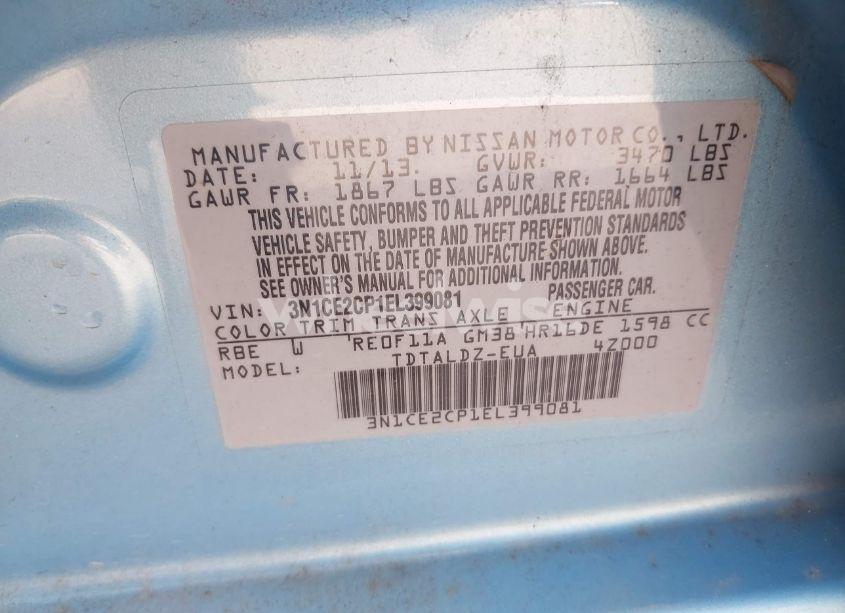 MANUFACTURED BY NISSAN MOTOR CO., LTD.
DATE: 11/13. GVWR: 3470 LBS
GAWR FR: 1867 LBS GAWR RR: 1664 LBS
THIS VEHICLE CONFORMS TO ALL APPLICABLE FEDERAL MOTOR
VEHICLE SAFETY, BUMPER AND THEFT PREVENTION STANDARDS
IN EFFECT ON THE DATE OF MANUFACTURE SHOWN ABOVE.
SEE OWNER'S MANUAL FOR ADDITIONAL INFORMATION.
VIN: 3N1CE2CP1EL399081 PASSENGER CAR.
COLOR TRIM TRANS AXLE ENGINE
RBE W RE0F11A GM38 HR16DE 1598 CC
MODEL: TDTALDZ-EUA 4Z000
3N1CE2CP1EL399081